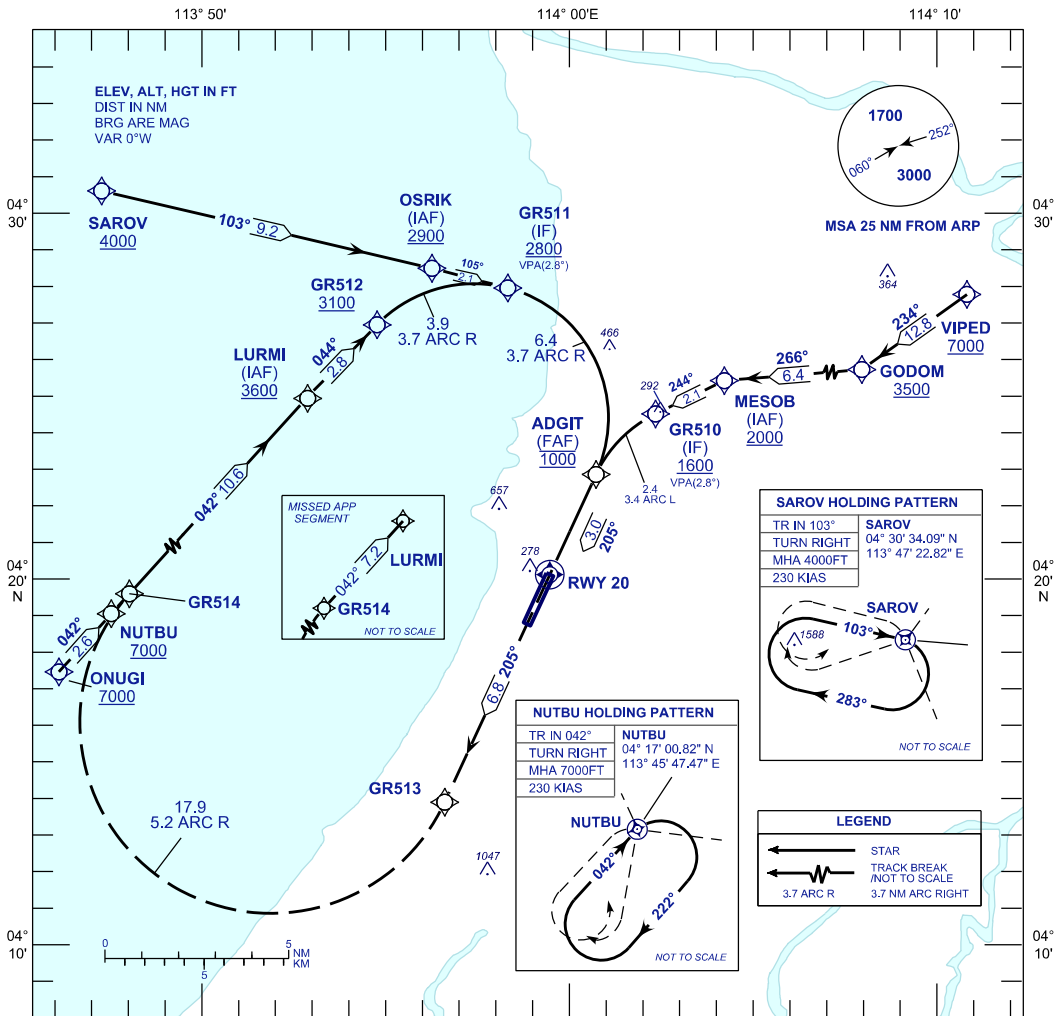 113° 50'
114° 00'E
114° 10'
ELEV, ALT, HGT IN FT
DIST IN NM
BRG ARE MAG
VAR 0°W
1700
252°
060°
3000
MSA 25 NM FROM ARP
04°
30'
04°
30'
SAROV
4000
103°
9.2
OSRIK
(IAF)
2900
105°
2.1
GR511
(IF)
2800
VPA(2.8°)
GR512
3100
3.9
3.7 ARC R
6.4
3.7 ARC R
466
364
VIPED
7000
234°
12.8
GODOM
3500
266°
6.4
MESOB
(IAF)
2000
244°
2.1
292
GR510
(IF)
1600
VPA(2.8°)
LURMI
(IAF)
3600
044°
2.8
ADGIT
(FAF)
1000
2.4
3.4 ARC L
042°
10.6
657
278
3.0
205°
RWY 20
MISSED APP
SEGMENT
LURMI
042° 7.2
GR514
NOT TO SCALE
04°
20'
N
04°
20'
N
GR514
NUTBU
7000
042°
2.6
ONUGI
7000
205°
6.8
GR513
17.9
5.2 ARC R
1047
SAROV HOLDING PATTERN
TR IN 103°
TURN RIGHT
MHA 4000FT
230 KIAS
SAROV
04° 30' 34.09" N
113° 47' 22.82" E
SAROV
103°
1588
283°
NOT TO SCALE
NUTBU HOLDING PATTERN
TR IN 042°
TURN RIGHT
MHA 7000FT
230 KIAS
NUTBU
04° 17' 00.82" N
113° 45' 47.47" E
NUTBU
042°
222°
NOT TO SCALE
LEGEND
STAR
TRACK BREAK
/NOT TO SCALE
3.7 ARC R
3.7 NM ARC RIGHT
04°
10'
04°
10'
0
5
NM
KM
5